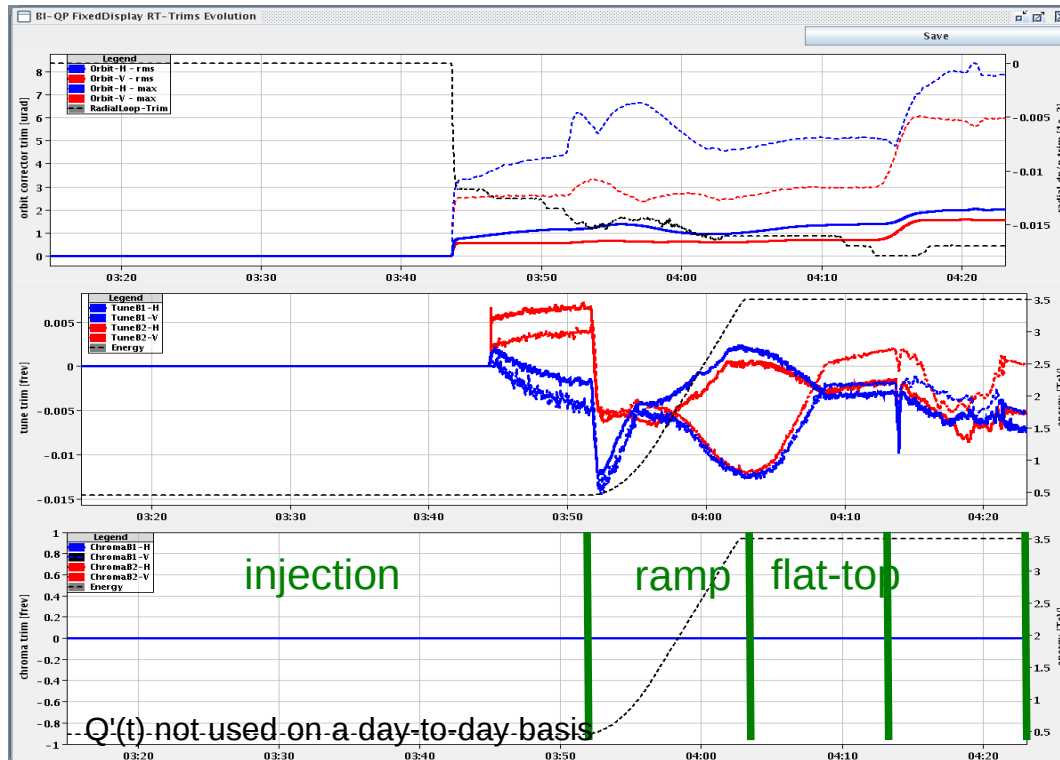 BI-QP FixedDisplay RT-Trims Evolution
Save
Legend
Orbit-H - rms
Orbit-V - rms
Orbit-H - max
Orbit-V - max
RadialLoop-Trim
orbit corrector trim [urad]
8
7
6
5
4
3
2
1
0
0
-0.005
-0.01
-0.015
03:20
03:30
03:40
03:50
04:00
04:10
04:20
Legend
TuneB1-H
TuneB1-V
TuneB2-H
TuneB2-V
Energy
tune trim [frev]
0.005
0
-0.005
-0.01
-0.015
3.5
3
2.5
2
1.5
1
0.5
03:20
03:30
03:40
03:50
04:00
04:10
04:20
Legend
ChromaB1-H
ChromaB1-V
ChromaB2-H
ChromaB2-V
Energy
chroma trim [frev]
1
0.8
0.6
0.4
0.2
0
-0.2
-0.4
-0.6
-0.8
-1
injection
ramp
flat-top
Q'(t) not used on a day-to-day basis
3.5
3
2.5
2
1.5
1
0.5
energy [TeV]
03:20
03:30
03:40
03:50
04:00
04:10
04:20